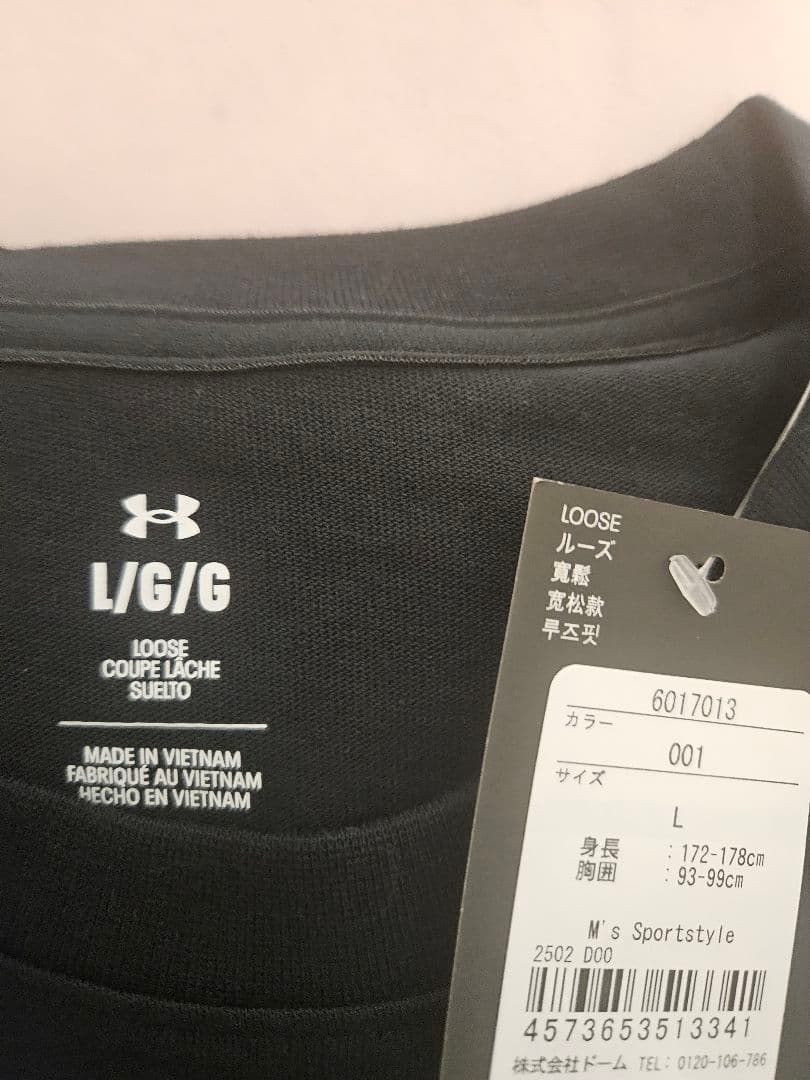 L/G/G
LOOSE
COUPE LÂCHE
SUELTO
MADE IN VIETNAM
FABRIQUÉ AU VIETNAM
HECHO EN VIETNAM
LOOSE
ルーズ
寬鬆
宽松款
루즈핏
6017013
カラー
001
サイズ
L
身長 : 172-178cm
胸囲 : 93-99cm
M's Sportstyle
2502 D00
4573653513341
株式会社ドーム TEL: 0120-106-786